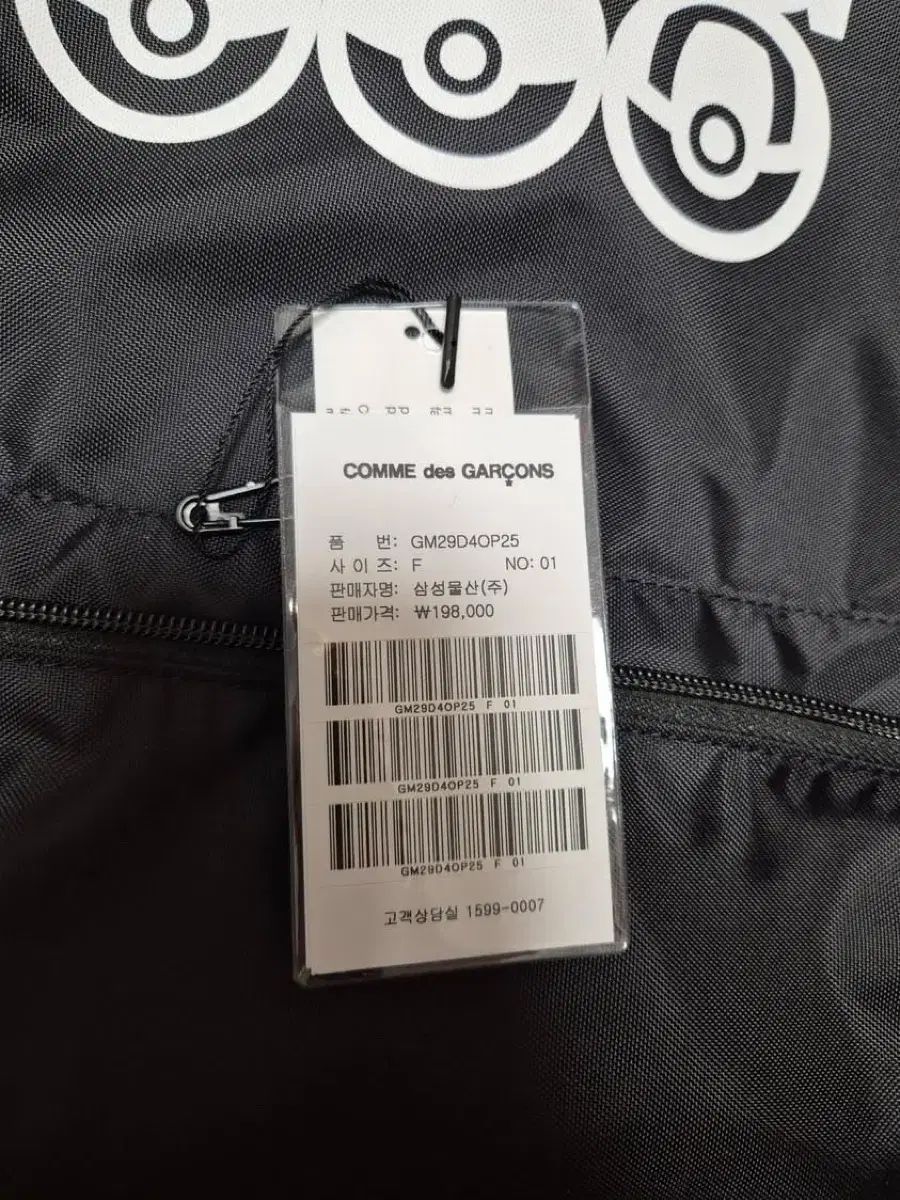 COMME des GARÇONS
품 번: GM29D4OP25
사 이 즈: F NO: 01
판매자명: 삼성물산(주)
판매가격: ₩198,000
GM29D4OP25 F 01
GM29D4OP25 F 01
GM29D4OP25 F 01
고객상담실 1599-0007